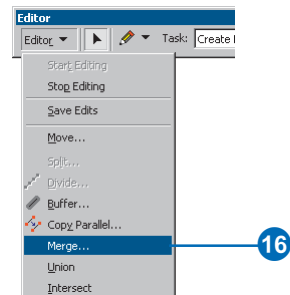 Editor
Editor Task: Create
Start Editing
Stop Editing
Save Edits
Move...
Split...
Divide...
Buffer...
Copy Parallel...
Merge... 16
Union
Intersect